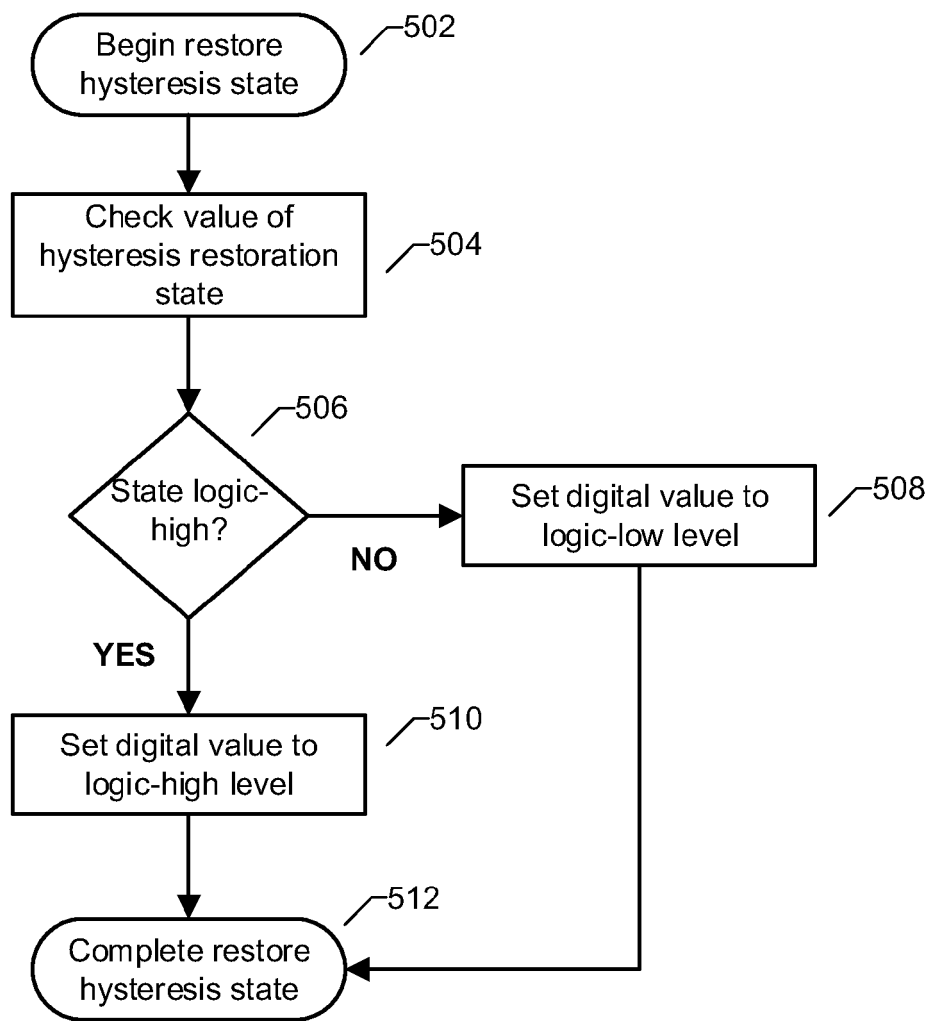 Begin restore
hysteresis state
502
Check value of
hysteresis restoration
state
504
506
State logic-
high?
NO
Set digital value to
logic-low level
508
YES
Set digital value to
logic-high level
510
512
Complete restore
hysteresis state